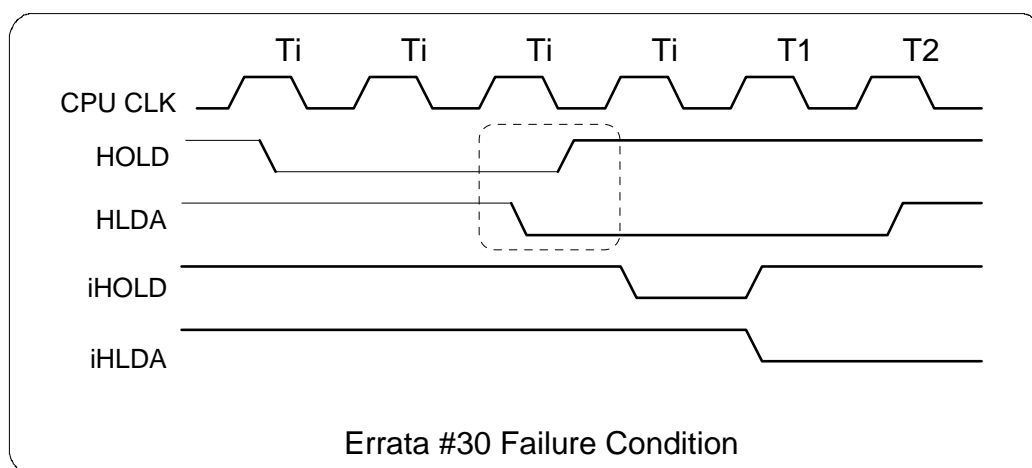 Ti Ti Ti Ti T1 T2
CPU CLK
HOLD
HLDA
iHOLD
iHLDA
Errata #30 Failure Condition